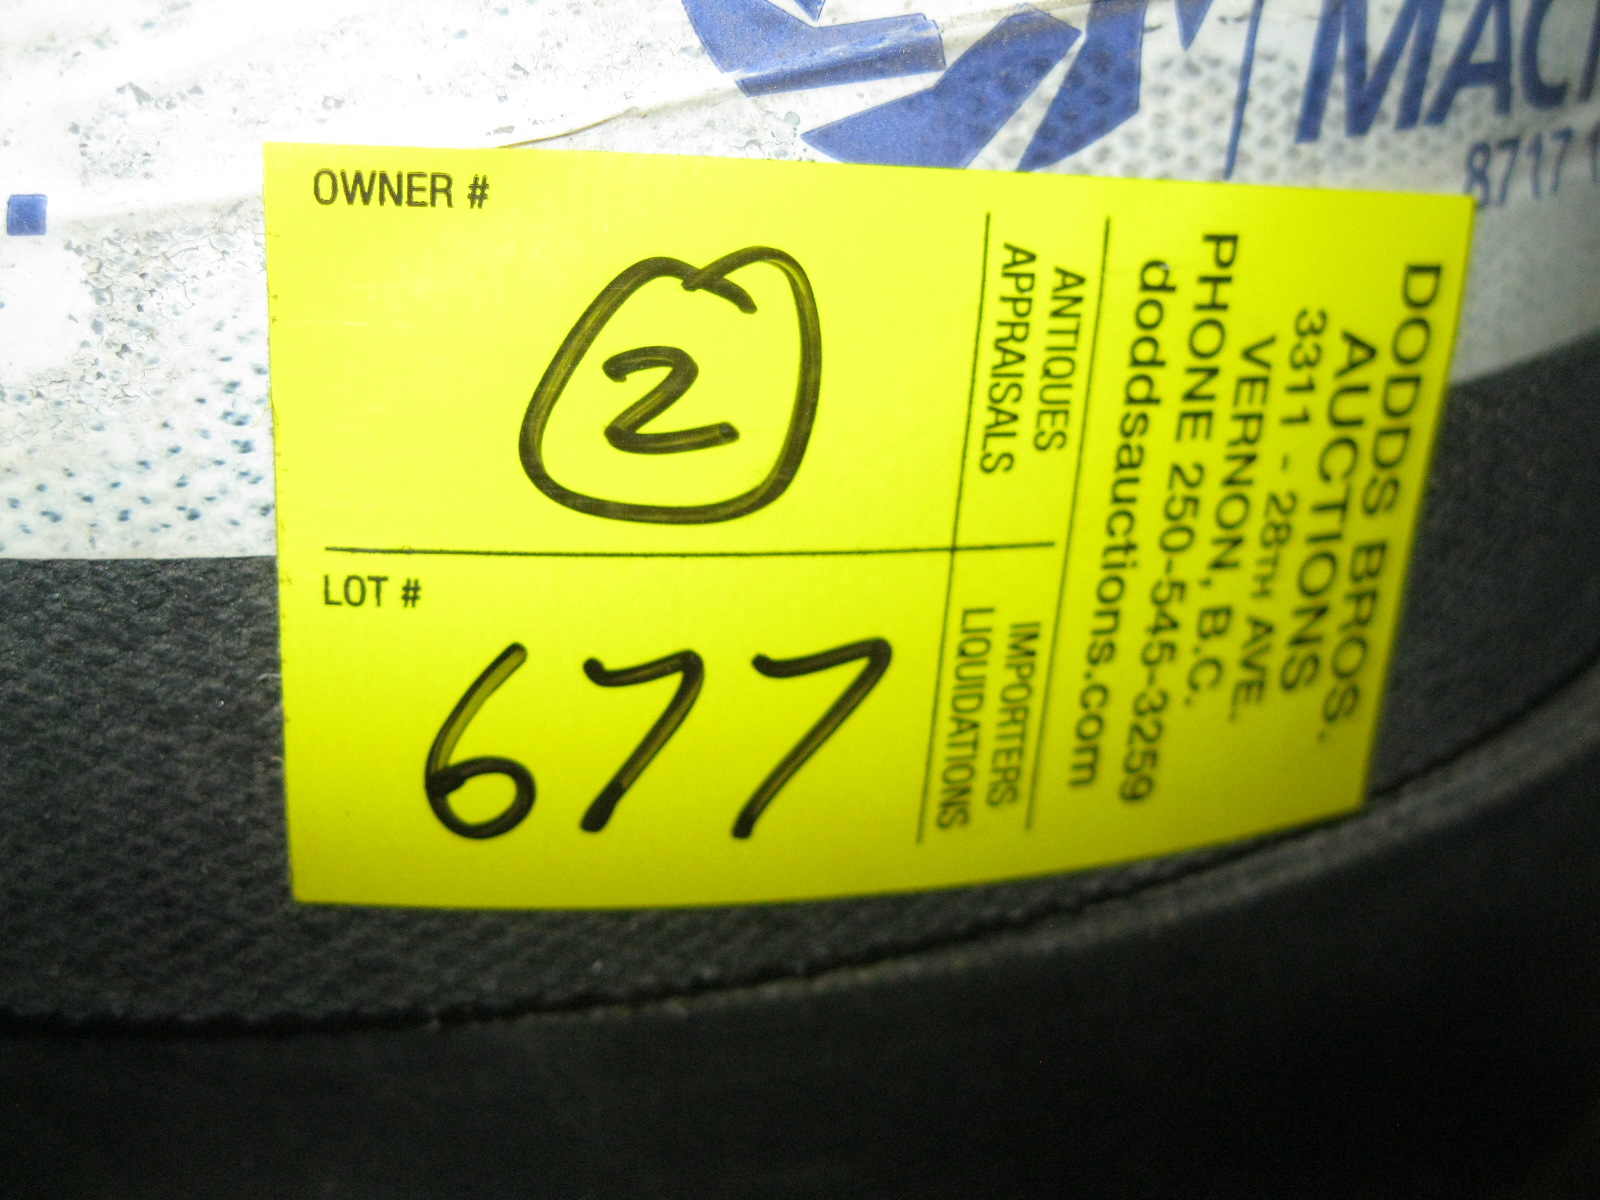 OWNER #
2
LOT #
677
DODDS BROS.
AUCTIONS
3311 - 28TH AVE.
VERNON, B.C.
PHONE 250-545-3259
doddsauctions.com
ANTIQUES
APPRAISALS
IMPORTERS
LIQUIDATIONS
8717